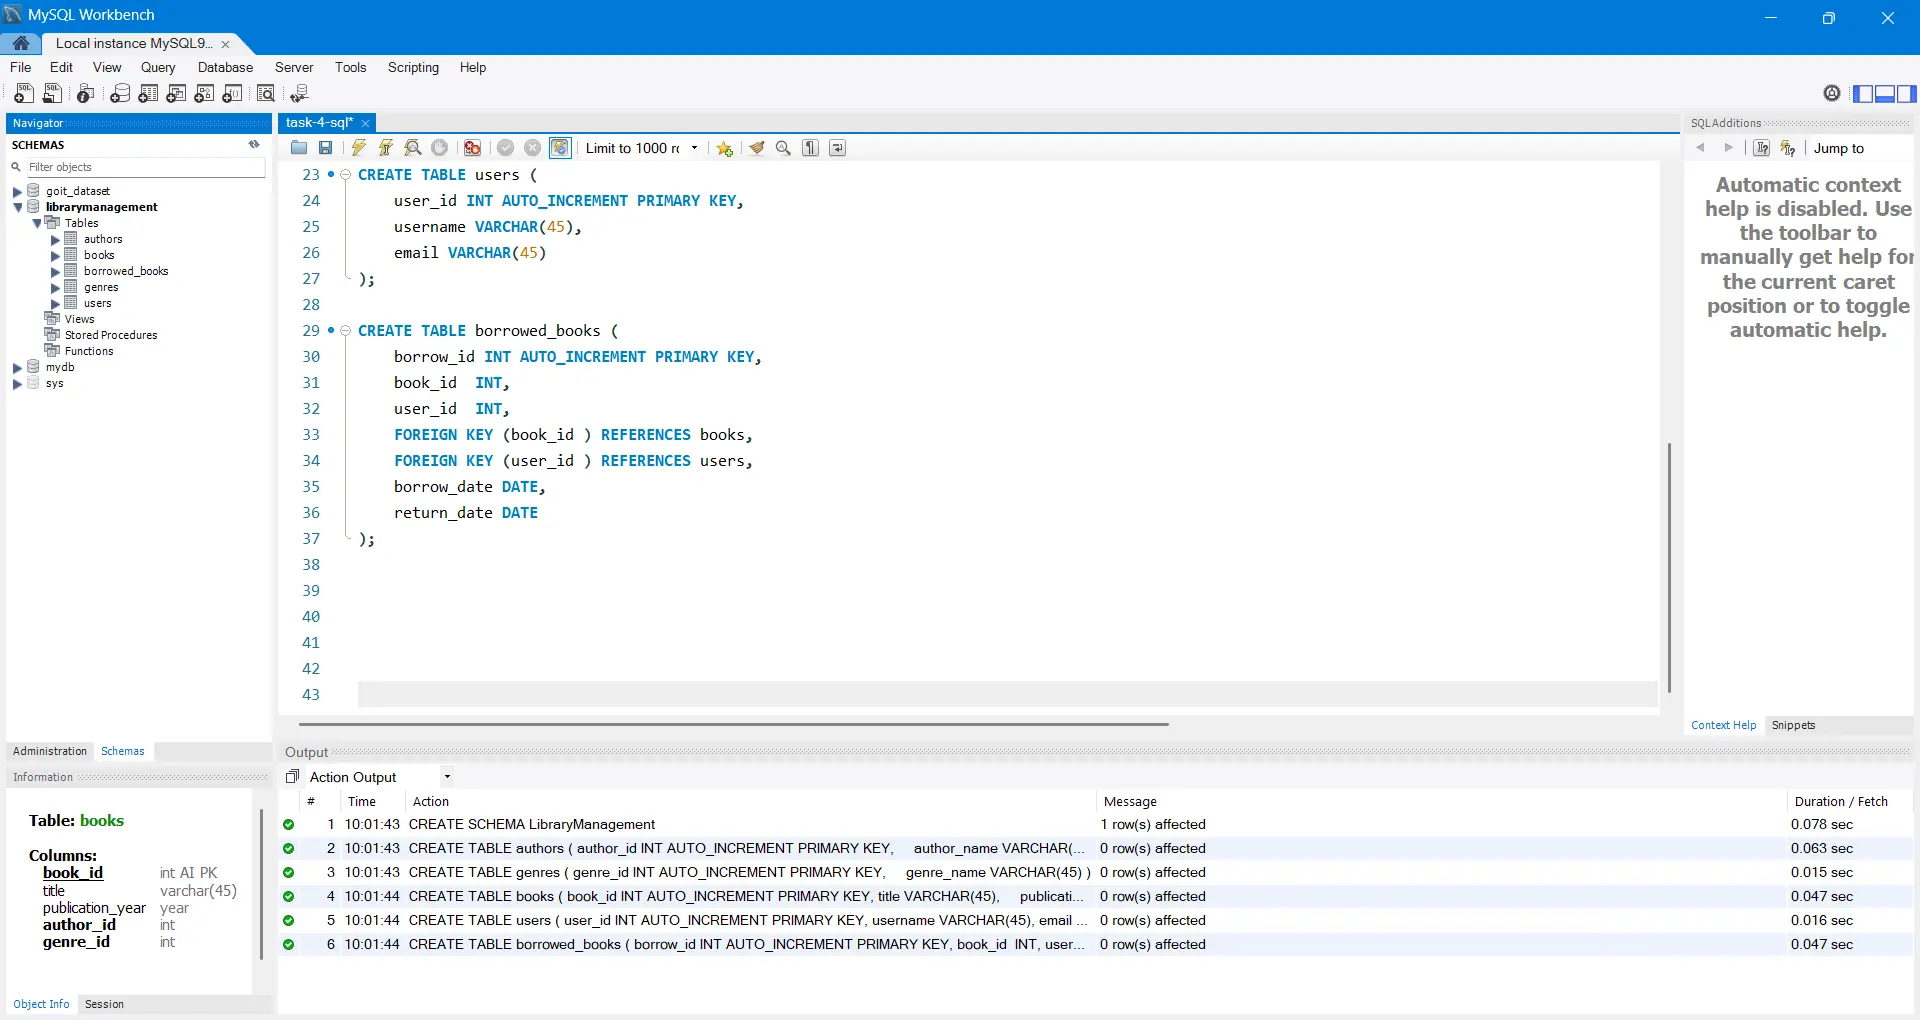 MySQL Workbench
Local instance MySQL9... ×
File Edit View Query Database Server Tools Scripting Help
Navigator
SCHEMAS
Filter objects
goit_dataset
librarymanagement
Tables
authors
books
borrowed_books
genres
users
Views
Stored Procedures
Functions
mydb
sys
Administration Schemas
Information
Table: books
Columns:
book_id int AI PK
title varchar(45)
publication_year year
author_id int
genre_id int
Object Info Session
task-4-sql* ×
Limit to 1000 rc
23 CREATE TABLE users (
24 user_id INT AUTO_INCREMENT PRIMARY KEY,
25 username VARCHAR(45),
26 email VARCHAR(45)
27 );
28
29 CREATE TABLE borrowed_books (
30 borrow_id INT AUTO_INCREMENT PRIMARY KEY,
31 book_id  INT,
32 user_id  INT,
33 FOREIGN KEY (book_id ) REFERENCES books,
34 FOREIGN KEY (user_id ) REFERENCES users,
35 borrow_date DATE,
36 return_date DATE
37 );
38
39
40
41
42
43
SQLAdditions
Jump to
Automatic context
help is disabled. Use
the toolbar to
manually get help for
the current caret
position or to toggle
automatic help.
Context Help Snippets
Output
Action Output
# Time Action Message Duration / Fetch
1 10:01:43 CREATE SCHEMA LibraryManagement 1 row(s) affected 0.078 sec
2 10:01:43 CREATE TABLE authors ( author_id INT AUTO_INCREMENT PRIMARY KEY, author_name VARCHAR(... 0 row(s) affected 0.063 sec
3 10:01:43 CREATE TABLE genres ( genre_id INT AUTO_INCREMENT PRIMARY KEY, genre_name VARCHAR(45) ) 0 row(s) affected 0.015 sec
4 10:01:44 CREATE TABLE books ( book_id INT AUTO_INCREMENT PRIMARY KEY, title VARCHAR(45), publicati... 0 row(s) affected 0.047 sec
5 10:01:44 CREATE TABLE users ( user_id INT AUTO_INCREMENT PRIMARY KEY, username VARCHAR(45), email ... 0 row(s) affected 0.016 sec
6 10:01:44 CREATE TABLE borrowed_books ( borrow_id INT AUTO_INCREMENT PRIMARY KEY, book_id  INT, user... 0 row(s) affected 0.047 sec